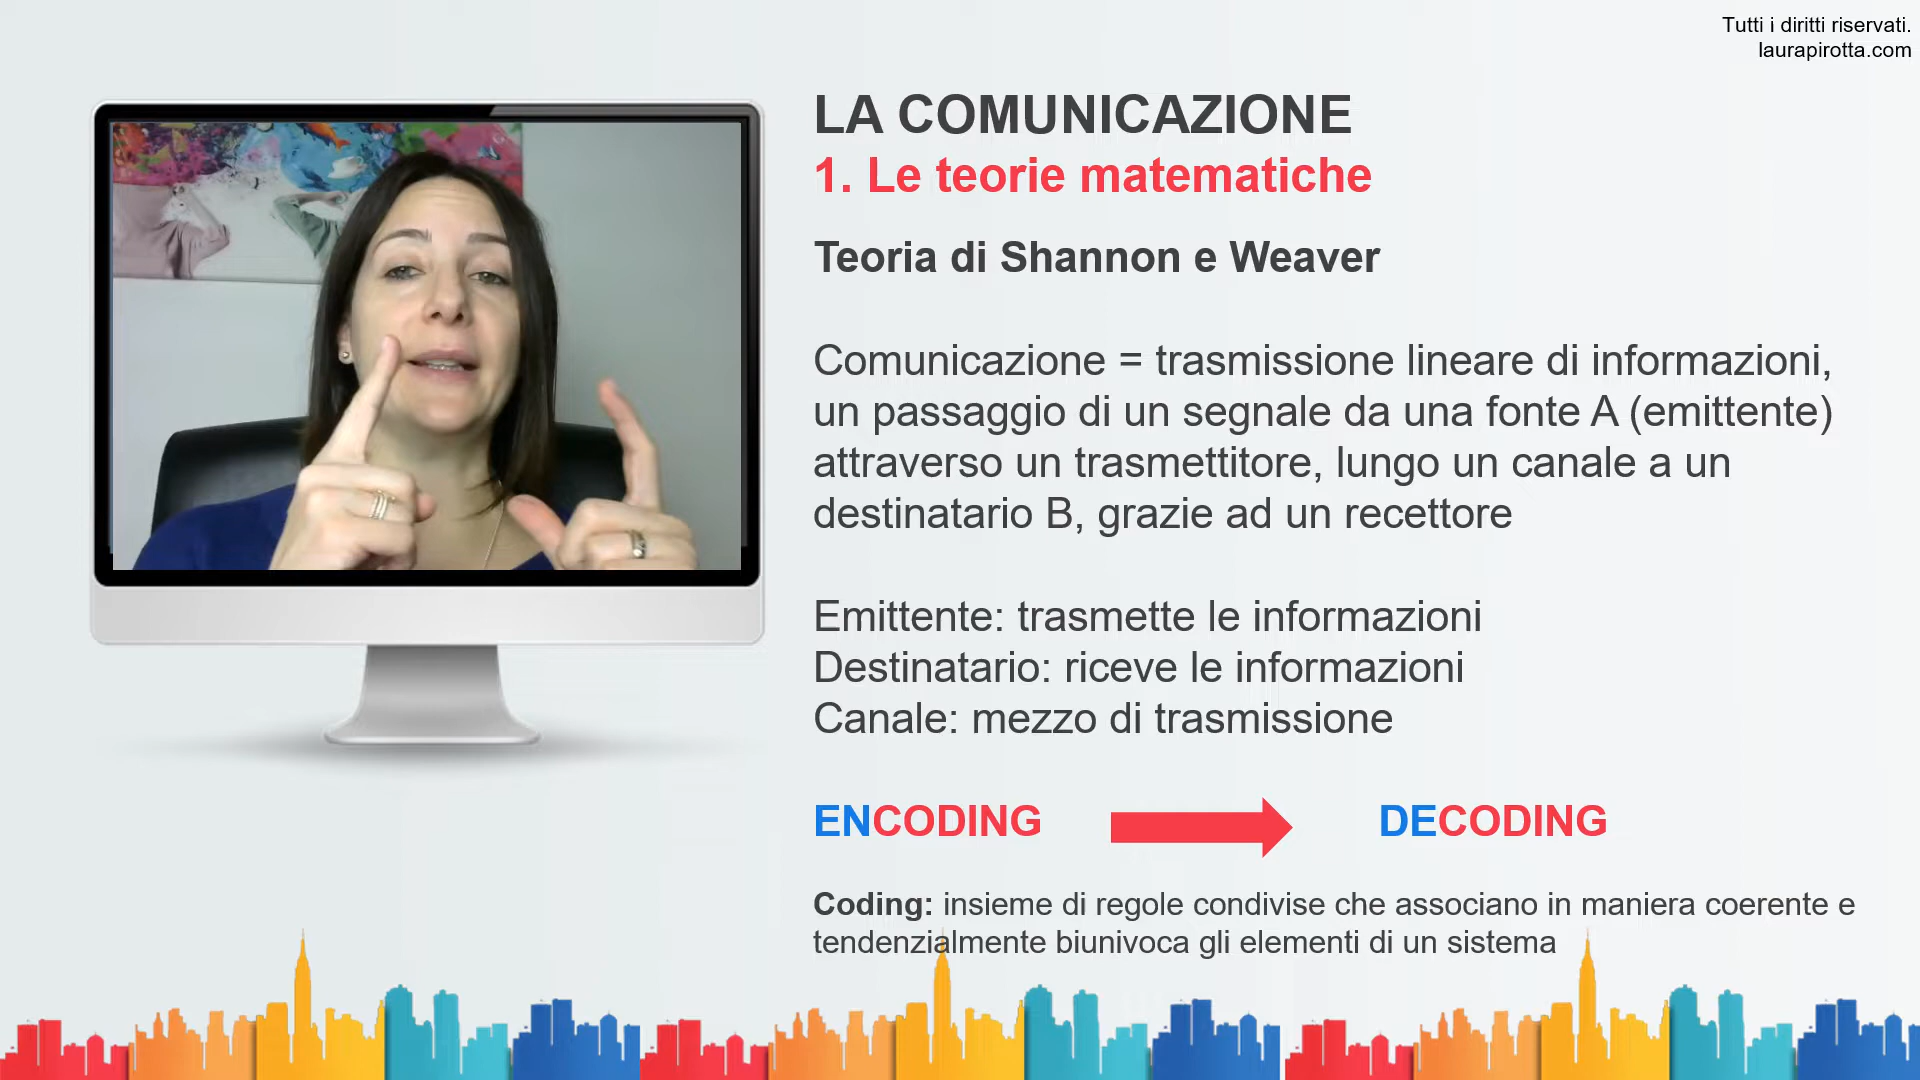 Tutti i diritti riservati.
laurapirotta.com
LA COMUNICAZIONE
1. Le teorie matematiche
Teoria di Shannon e Weaver
Comunicazione = trasmissione lineare di informazioni,
un passaggio di un segnale da una fonte A (emittente)
attraverso un trasmettitore, lungo un canale a un
destinatario B, grazie ad un recettore
Emittente: trasmette le informazioni
Destinatario: riceve le informazioni
Canale: mezzo di trasmissione
ENCODING DECODING
Coding: insieme di regole condivise che associano in maniera coerente e
tendenzialmente biunivoca gli elementi di un sistema